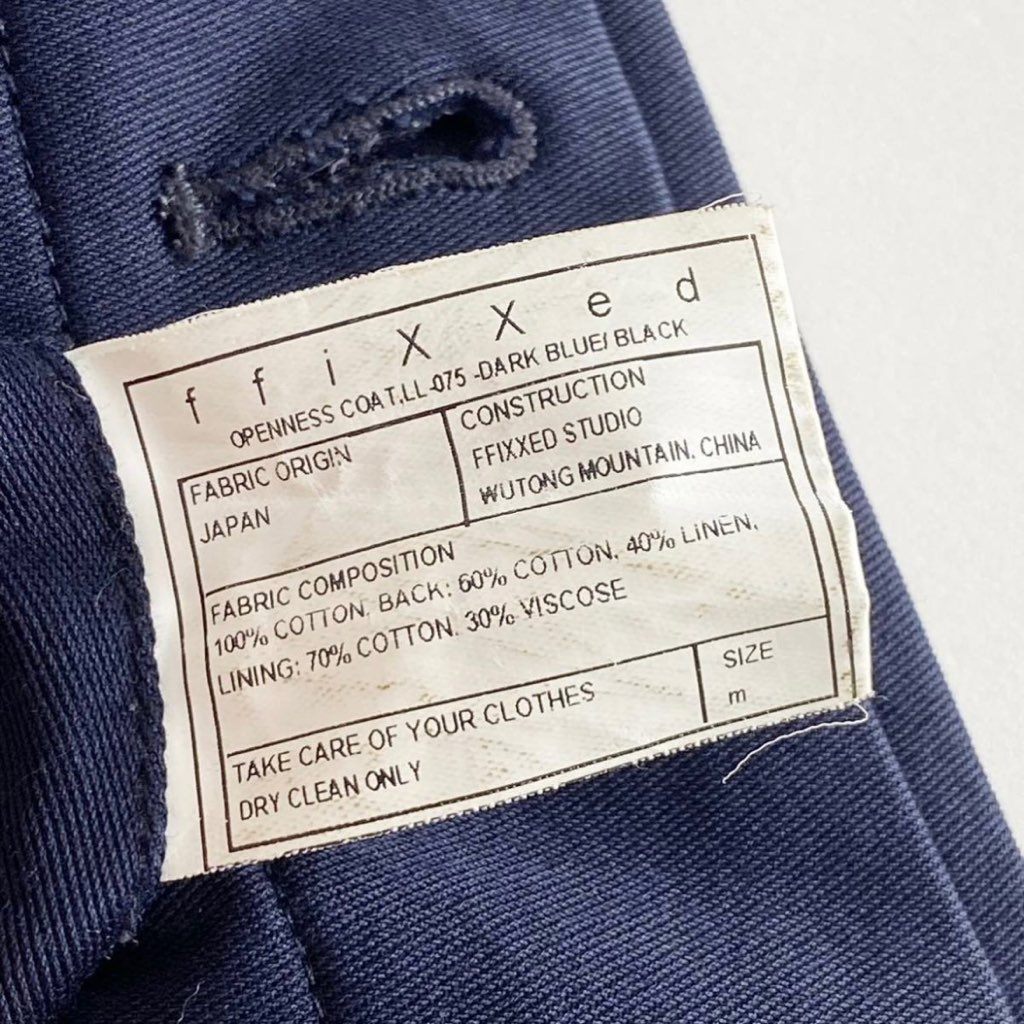 ffiXXed
OPENNESS COAT,LL-075 -DARK BLUE/ BLACK
FABRIC ORIGIN
JAPAN
CONSTRUCTION
FFIXXED STUDIO
WUTONG MOUNTAIN, CHINA
FABRIC COMPOSITION
100% COTTON, BACK: 60% COTTON, 40% LINEN,
LINING: 70% COTTON, 30% VISCOSE
TAKE CARE OF YOUR CLOTHES
DRY CLEAN ONLY
SIZE
m